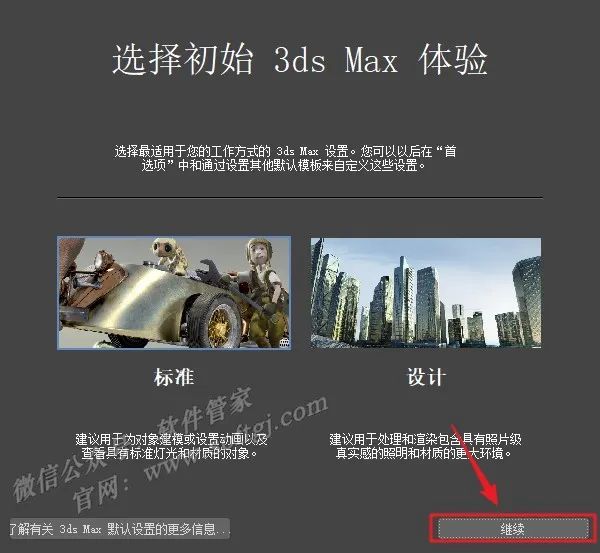 选择初始 3ds Max 体验
选择最适用于您的工作方式的 3ds Max 设置。您可以以后在“首
选项”中和通过设置其他默认模板来自定义这些设置。
标准
设计
建议用于为对象建模或设置动画以及
查看具有标准灯光和材质的对象。
建议用于处理和渲染包含具有照片级
真实感的照明和材质的更大环境。
软件管家
微信公众
官网：
了解有关 3ds Max 默认设置的更多信息...
继续